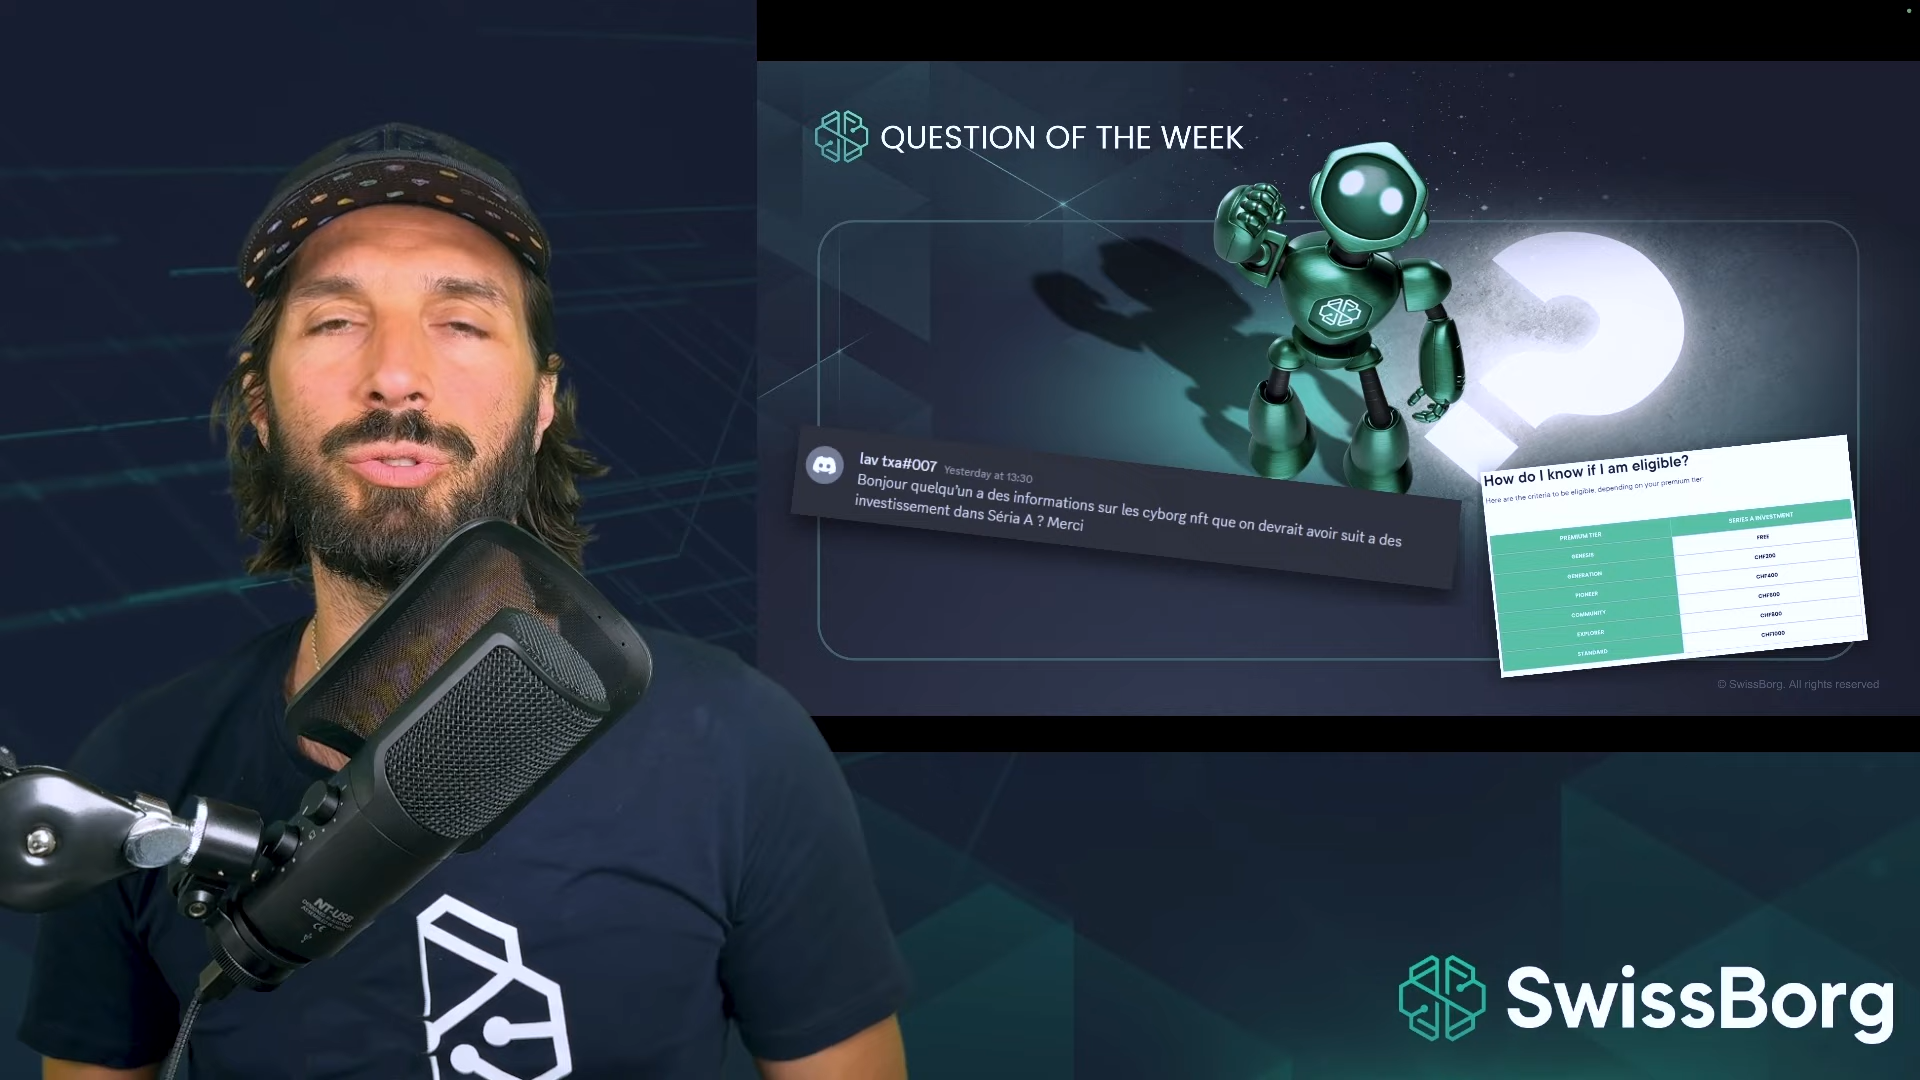 QUESTION OF THE WEEK
lav txa#007 Yesterday at 13:30
Bonjour quelqu'un a des informations sur les cyborg nft que on devrait avoir suit a des
investissement dans Séria A ? Merci
How do I know if I am eligible?
Here are the criteria to be eligible, depending on your premium tier
PREMIUM TIER SERIES A INVESTMENT
GENESIS FREE
GENERATION CHF200
PIONEER CHF400
COMMUNITY CHF600
EXPLORER CHF800
STANDARD CHF1000
© SwissBorg. All rights reserved
NT-USB
SwissBorg